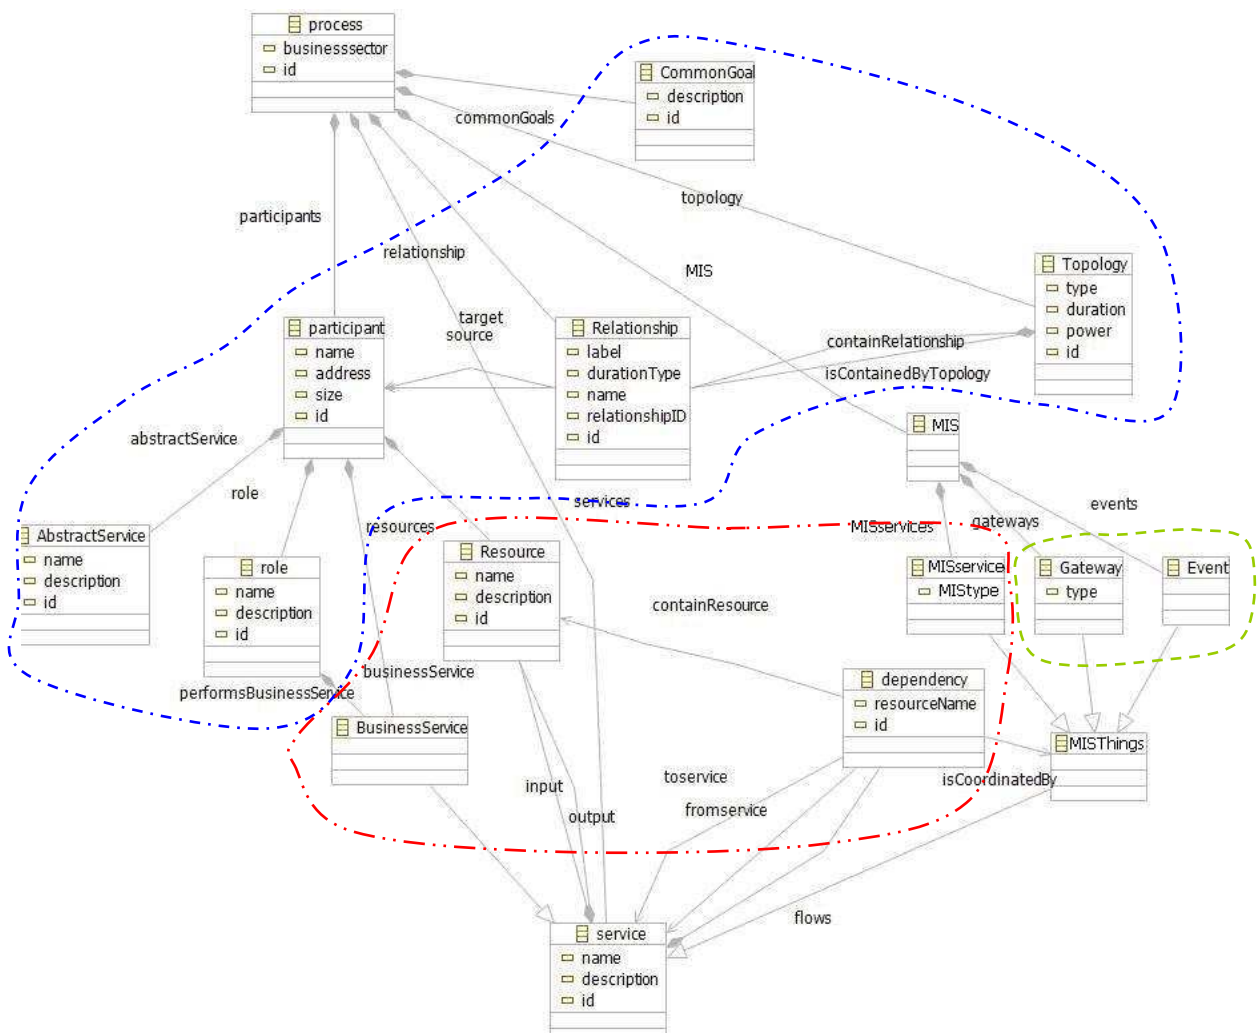 process
businesssector
id
CommonGoal
description
id
commonGoals
topology
participants
relationship
MIS
Topology
type
duration
power
id
target
source
participant
name
address
size
id
Relationship
label
durationType
name
relationshipID
id
containRelationship
isContainedByTopology
MIS
abstractService
role
resources
services
MISservices
gateways
events
AbstractService
name
description
id
role
name
description
id
Resource
name
description
id
MISservice
MIStype
Gateway
type
Event
containResource
businessService
performsBusinessService
BusinessService
dependency
resourceName
id
MISThings
isCoordinatedBy
input
output
toservice
fromservice
flows
service
name
description
id